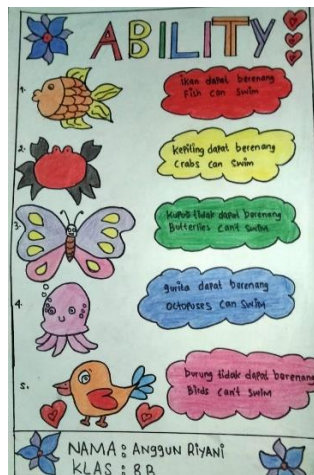 ABILITY
1.
ikan dapat berenang
Fish can swim
2.
kepiting dapat berenang
Crabs can swim
3.
kupu2 tidak dapat berenang
Butterflies can't swim
4.
gurita dapat berenang
octopuses can swim
5.
burung tidak dapat berenang
Birds can't swim
NAMA : ANGGUN RIYANI
KLAS : 8B